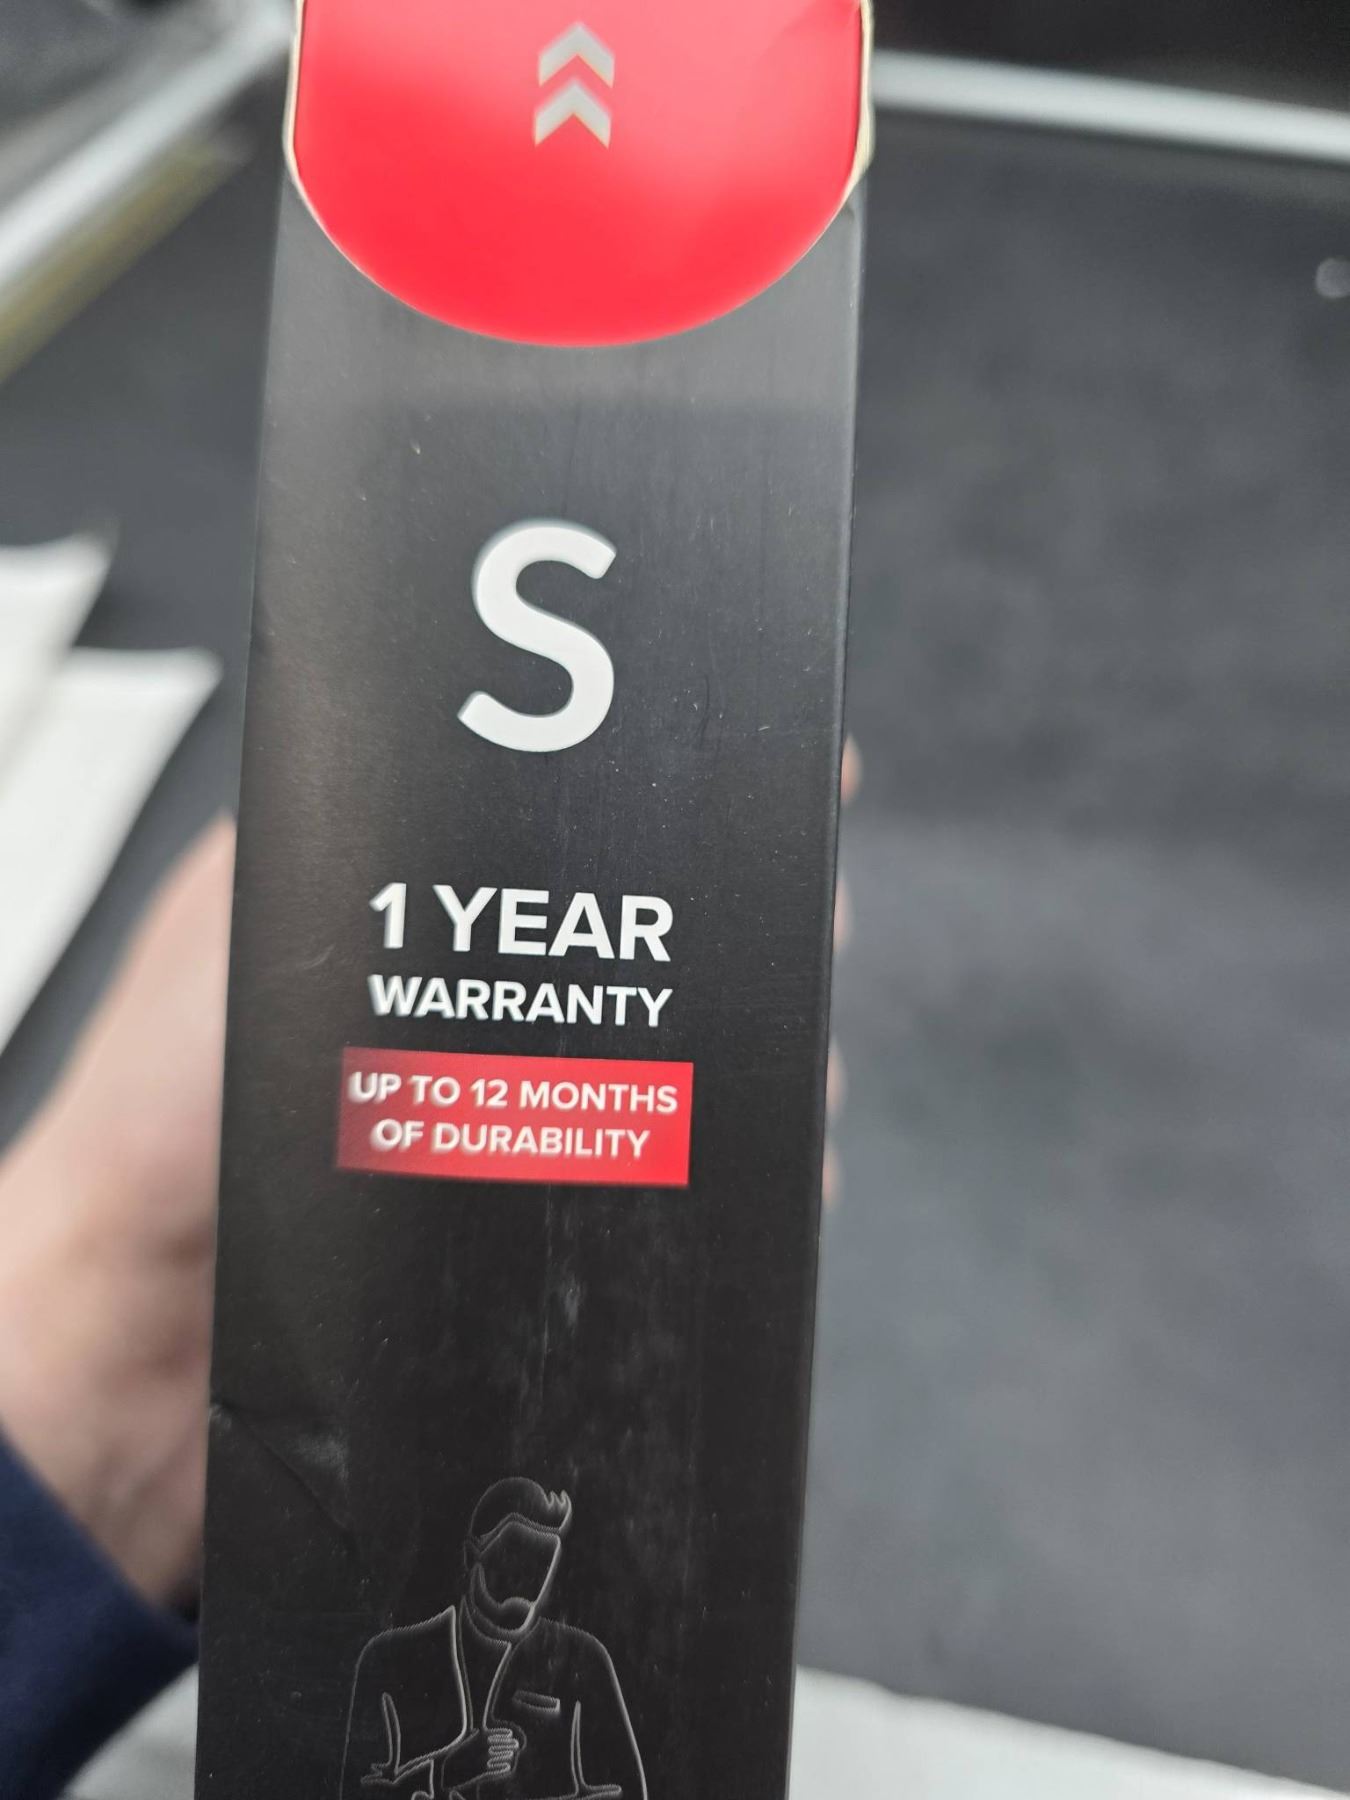 S
1 YEAR
WARRANTY
UP TO 12 MONTHS
OF DURABILITY